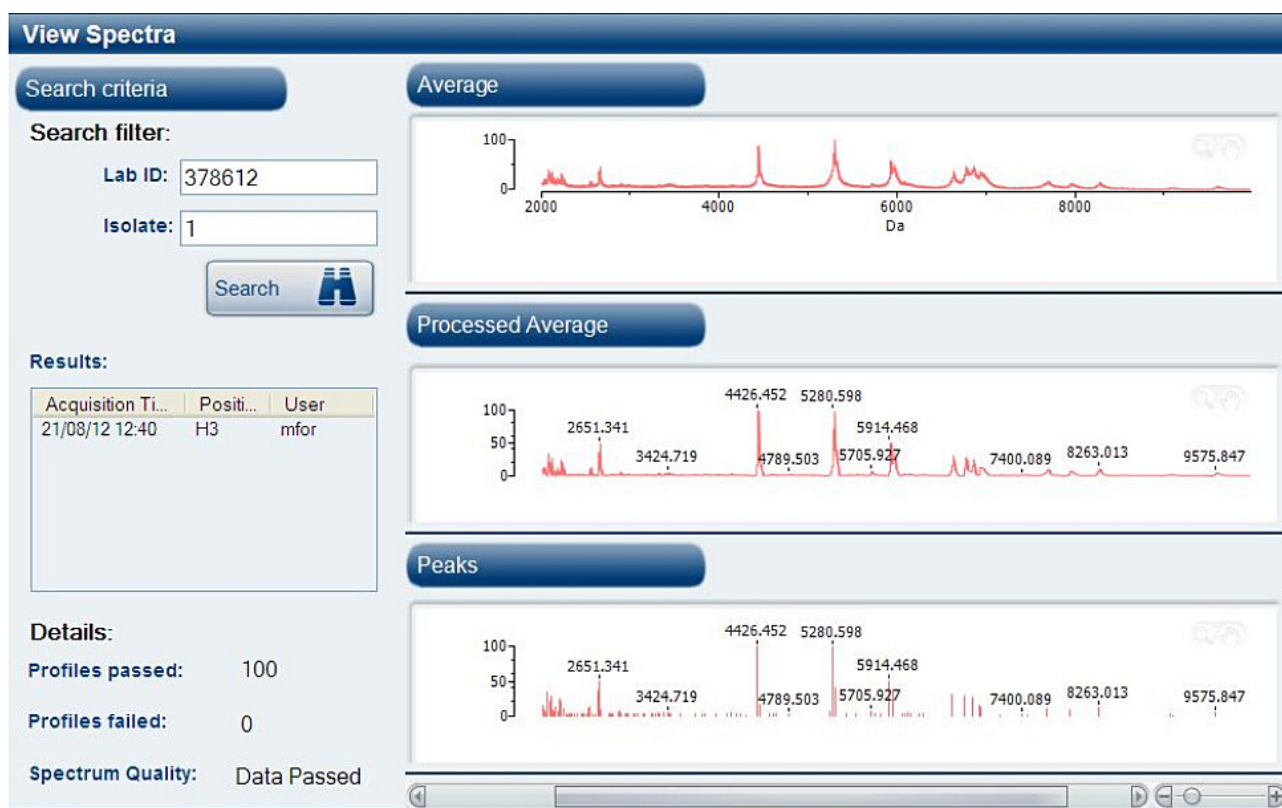 View Spectra
Search criteria
Search filter:
Lab ID: 378612
Isolate: 1
Search
Results:
Acquisition Ti... Positi... User
21/08/12 12:40 H3 mfor
Details:
Profiles passed: 100
Profiles failed: 0
Spectrum Quality: Data Passed
Average
100
0
2000 4000 6000 8000
Da
Processed Average
4426.452 5280.598
2651.341 5914.468
3424.719 4789.503 5705.927 7400.089 8263.013 9575.847
100
50
0
Peaks
4426.452 5280.598
2651.341 5914.468
3424.719 4789.503 5705.927 7400.089 8263.013 9575.847
100
50
0